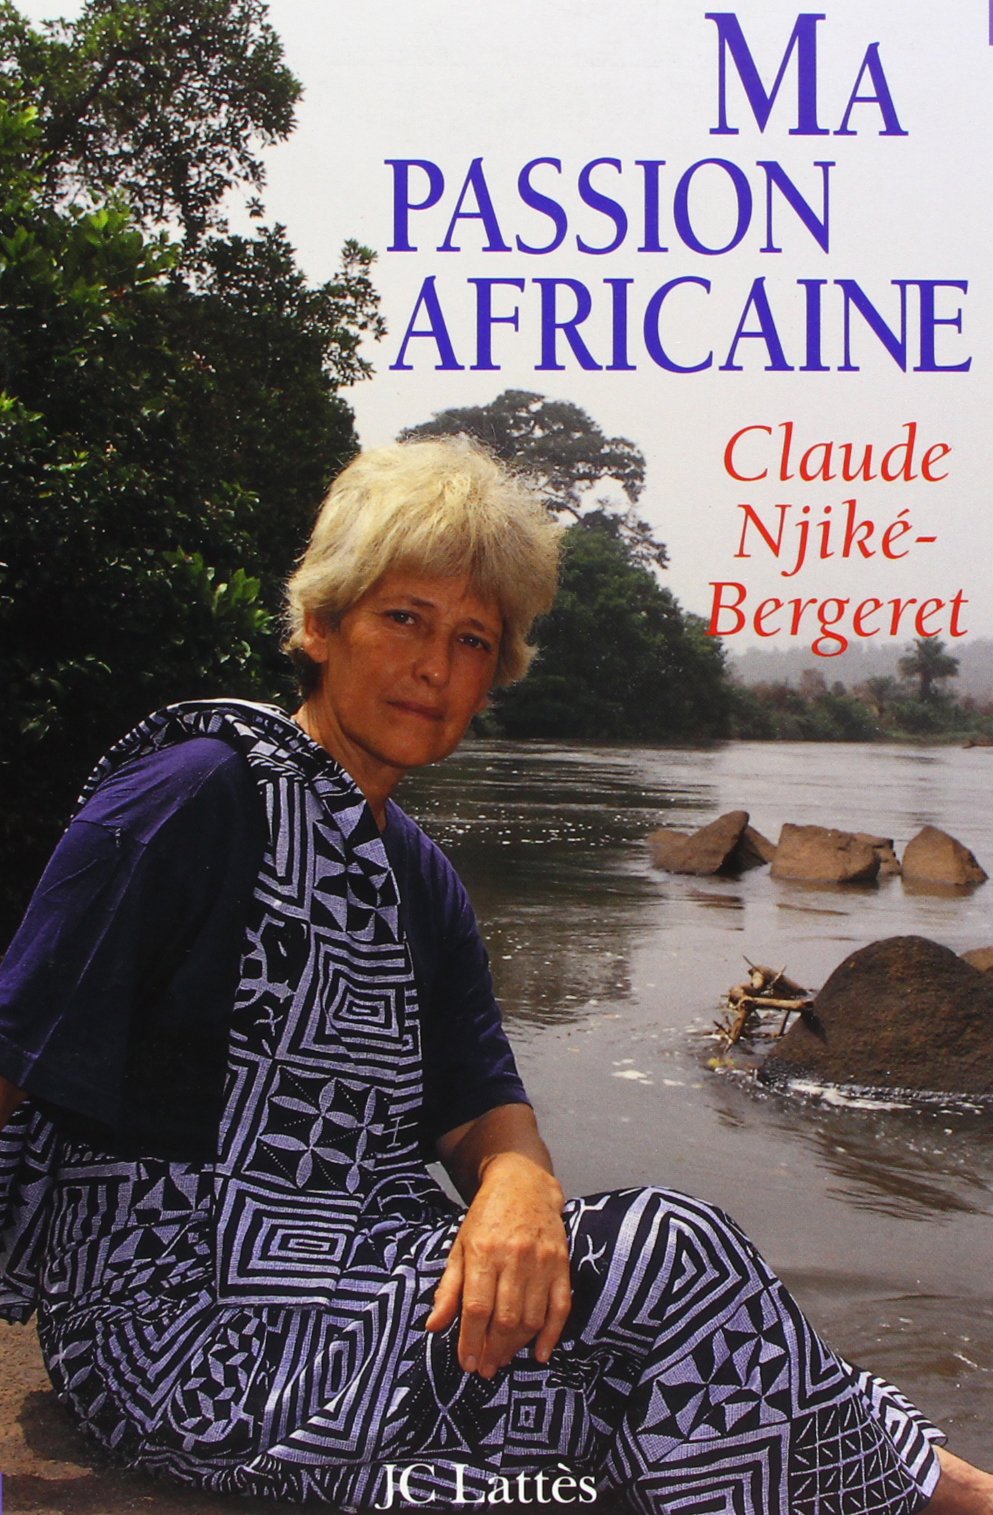 MA
PASSION
AFRICAINE
Claude
Njiké-
Bergeret
JC Lattès